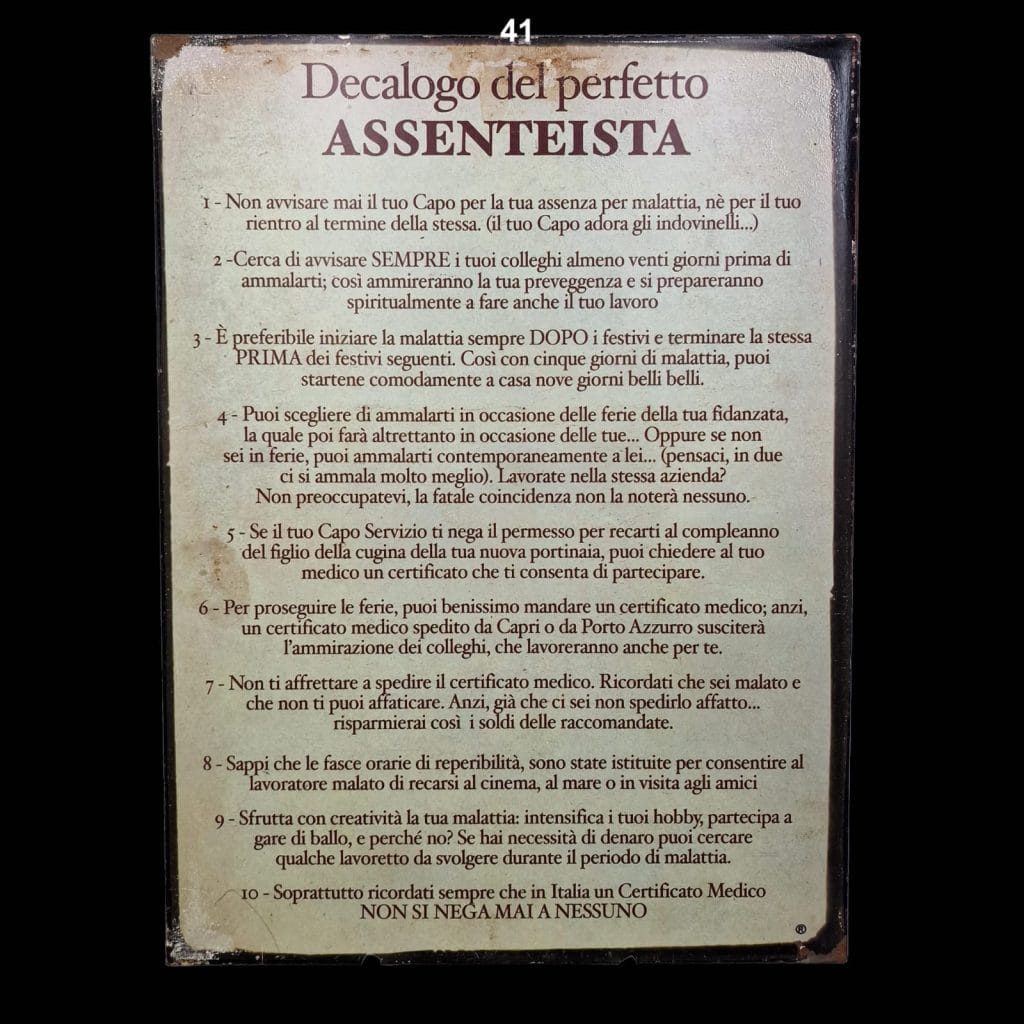 41
Decalogo del perfetto
ASSENTEISTA
1 - Non avvisare mai il tuo Capo per la tua assenza per malattia, nè per il tuo
rientro al termine della stessa. (il tuo Capo adora gli indovinelli...)
2 -Cerca di avvisare SEMPRE i tuoi colleghi almeno venti giorni prima di
ammalarti; così ammireranno la tua preveggenza e si prepareranno
spiritualmente a fare anche il tuo lavoro
3 - È preferibile iniziare la malattia sempre DOPO i festivi e terminare la stessa
PRIMA dei festivi seguenti. Così con cinque giorni di malattia, puoi
startene comodamente a casa nove giorni belli belli.
4 - Puoi scegliere di ammalarti in occasione delle ferie della tua fidanzata,
la quale poi farà altrettanto in occasione delle tue... Oppure se non
sei in ferie, puoi ammalarti contemporaneamente a lei... (pensaci, in due
ci si ammala molto meglio). Lavorate nella stessa azienda?
Non preoccupatevi, la fatale coincidenza non la noterà nessuno.
5 - Se il tuo Capo Servizio ti nega il permesso per recarti al compleanno
del figlio della cugina della tua nuova portinaia, puoi chiedere al tuo
medico un certificato che ti consenta di partecipare.
6 - Per proseguire le ferie, puoi benissimo mandare un certificato medico; anzi,
un certificato medico spedito da Capri o da Porto Azzurro susciterà
l'ammirazione dei colleghi, che lavoreranno anche per te.
7 - Non ti affrettare a spedire il certificato medico. Ricordati che sei malato e
che non ti puoi affaticare. Anzi, già che ci sei non spedirlo affatto...
risparmierai così i soldi delle raccomandate.
8 - Sappi che le fasce orarie di reperibilità, sono state istituite per consentire al
lavoratore malato di recarsi al cinema, al mare o in visita agli amici
9 - Sfrutta con creatività la tua malattia: intensifica i tuoi hobby, partecipa a
gare di ballo, e perché no? Se hai necessità di denaro puoi cercare
qualche lavoretto da svolgere durante il periodo di malattia.
10 - Soprattutto ricordati sempre che in Italia un Certificato Medico
NON SI NEGA MAI A NESSUNO
®